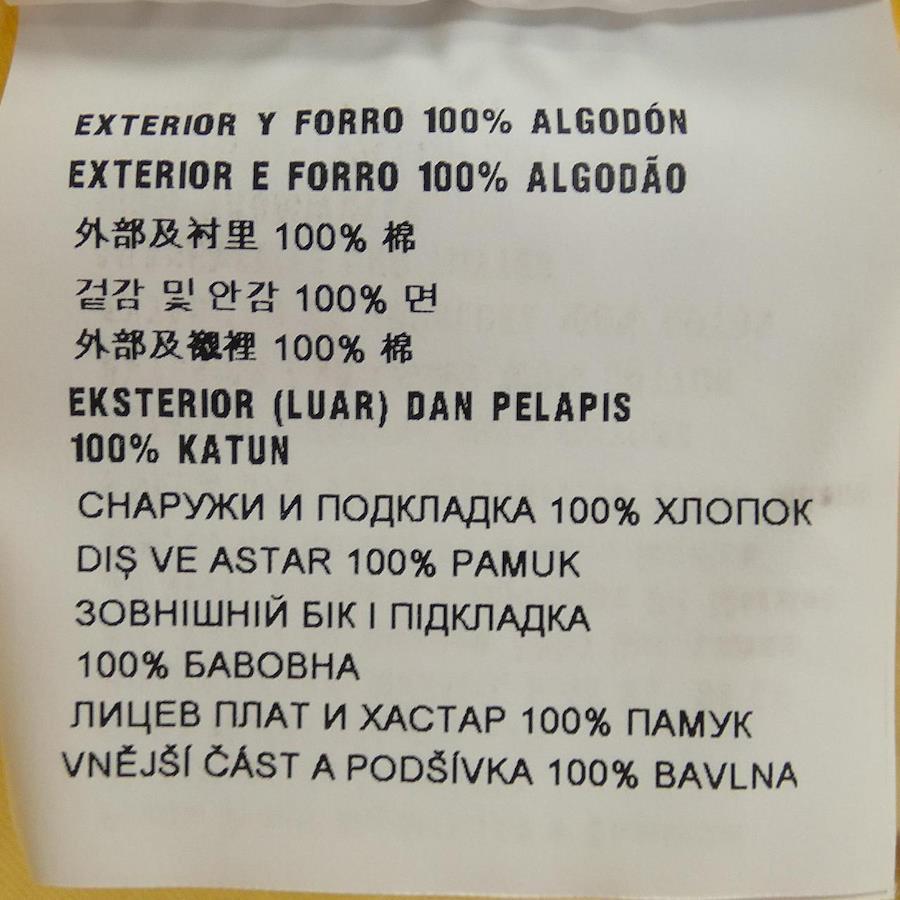 EXTERIOR Y FORRO 100% ALGODÓN
EXTERIOR E FORRO 100% ALGODÃO
外部及衬里 100% 棉
겉감 및 안감 100% 면
外部及襯裡 100% 棉
EKSTERIOR (LUAR) DAN PELAPIS
100% KATUN
СНАРУЖИ И ПОДКЛАДКА 100% ХЛОПОК
DIŞ VE ASTAR 100% PAMUK
ЗОВНІШНІЙ БІК І ПІДКЛАДКА
100% БАВОВНА
ЛИЦЕВ ПЛАТ И ХАСТАР 100% ПАМУК
VNĚJŠÍ ČÁST A PODŠÍVKA 100% BAVLNA